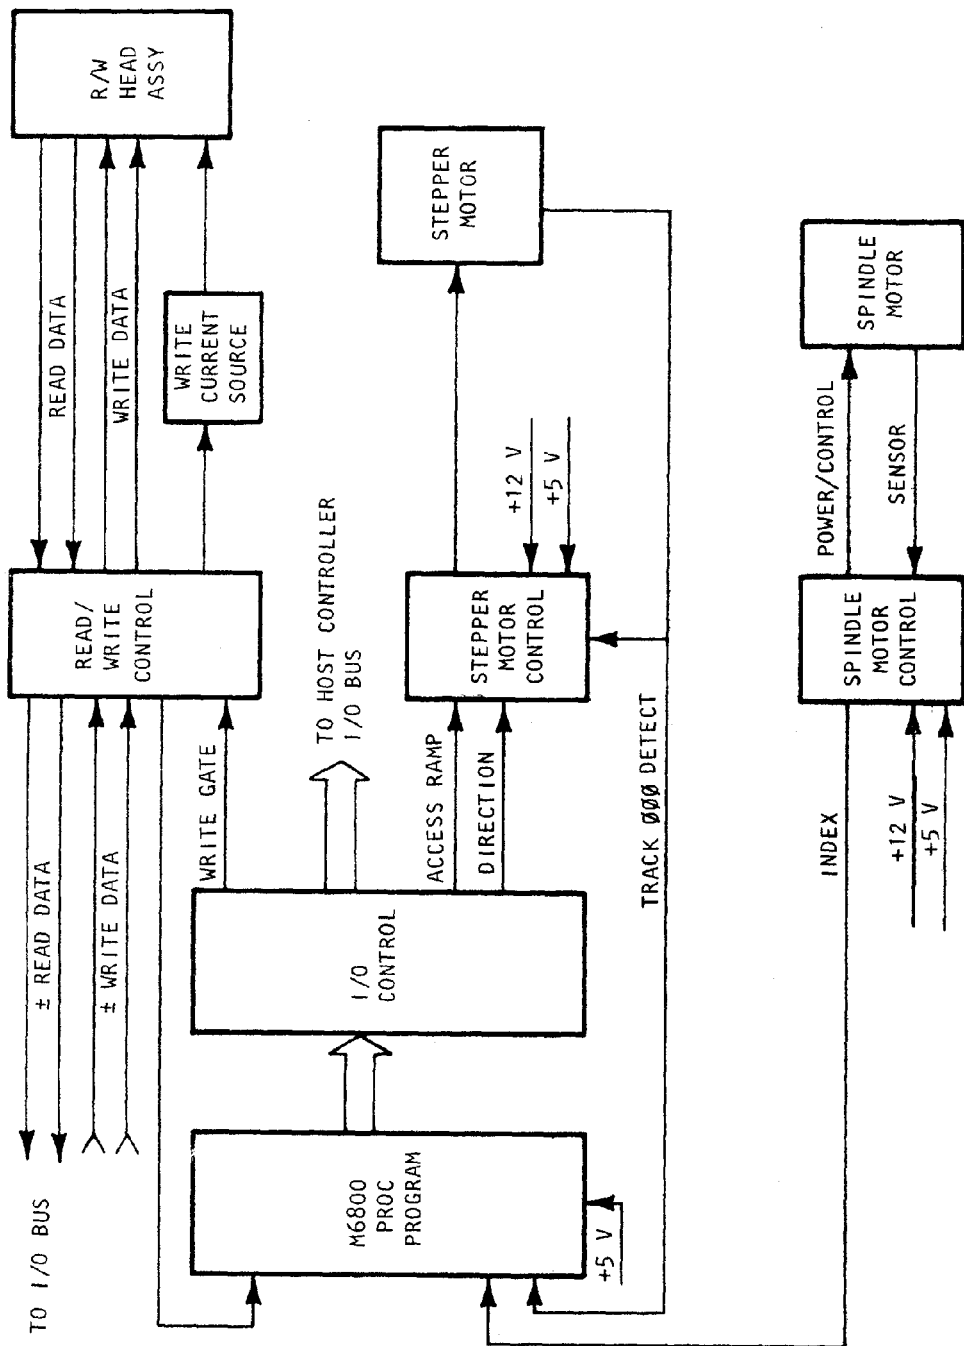 TO I/O BUS
± READ DATA
± WRITE DATA
READ/
WRITE
CONTROL
READ DATA
WRITE DATA
R/W
HEAD
ASSY
WRITE
CURRENT
SOURCE
WRITE GATE
TO HOST CONTROLLER
I/O BUS
M6800
PROC
PROGRAM
+5 V
I/O
CONTROL
ACCESS RAMP
DIRECTION
STEPPER
MOTOR
CONTROL
+12 V
+5 V
STEPPER
MOTOR
TRACK ØØØ DETECT
INDEX
+12 V
+5 V
SPINDLE
MOTOR
CONTROL
POWER/CONTROL
SENSOR
SPINDLE
MOTOR